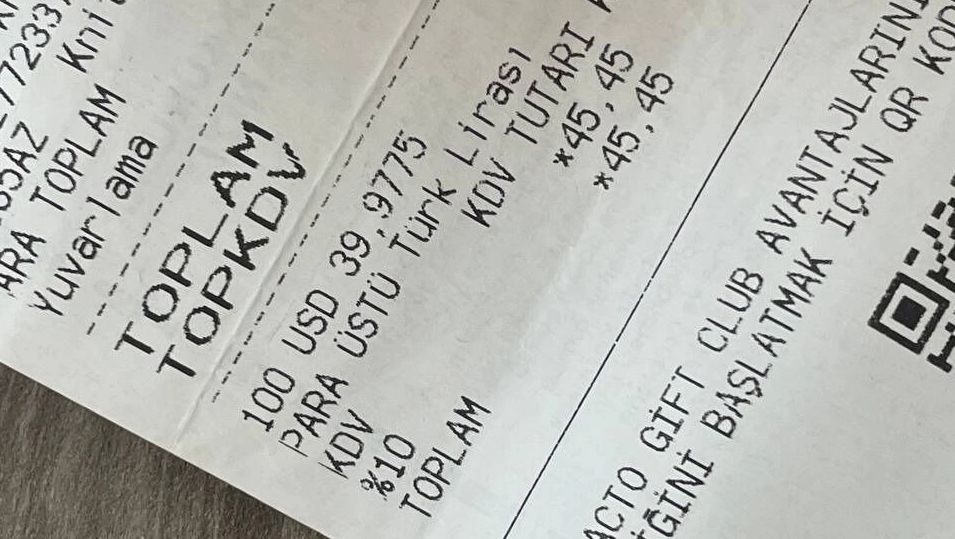 ARA TOPLAM
Yuvarlama
TOPLAM
TOPKDV
100 USD 39,9775
PARA ÜSTÜ Türk Lirası
KDV KDV TUTARI
%10 *45,45
TOPLAM *45,45
GİFT CLUB AVANTAJLARINI
BAŞLATMAK İÇİN QR